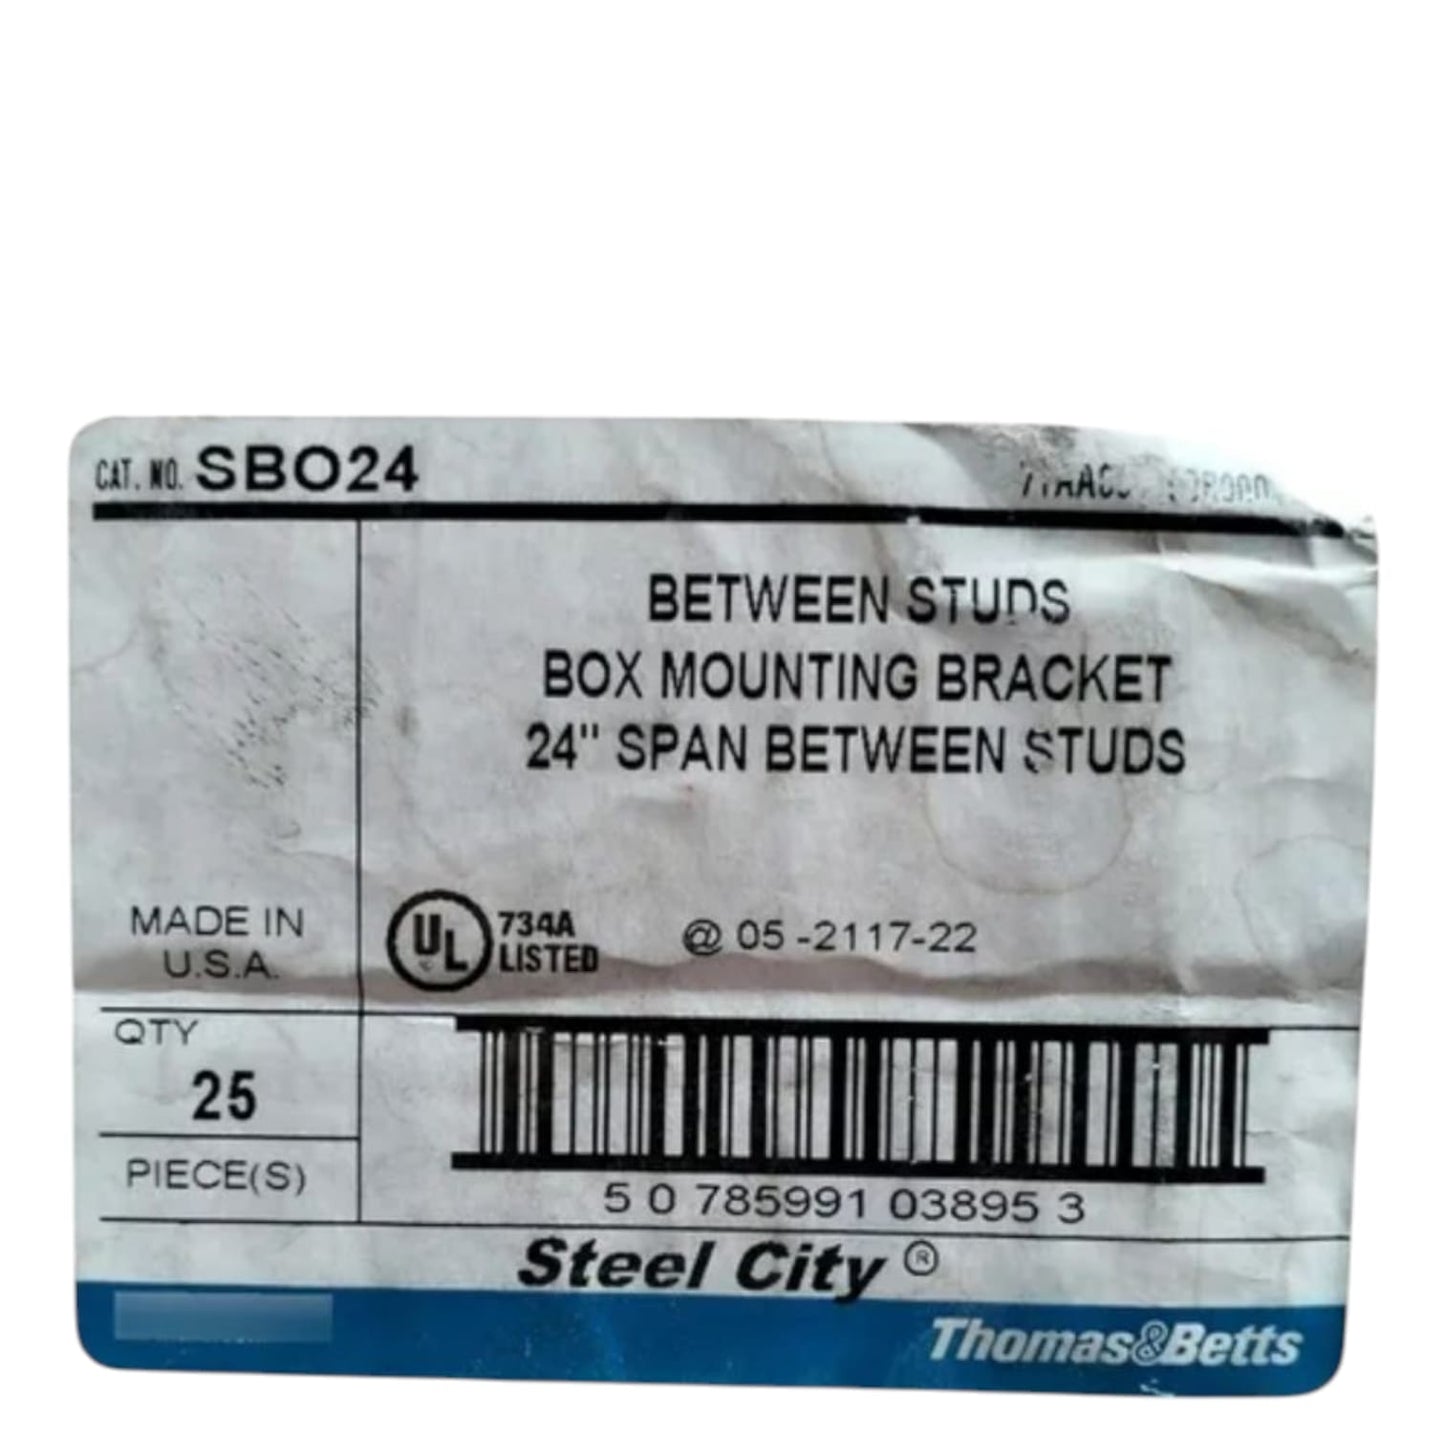 CAT. NO. SBO24
BETWEEN STUDS
BOX MOUNTING BRACKET
24" SPAN BETWEEN STUDS
MADE IN
U.S.A.
UL 734A
LISTED
@ 05 -2117-22
QTY
25
PIECE(S)
5 0 785991 03895 3
Steel City ®
Thomas&Betts